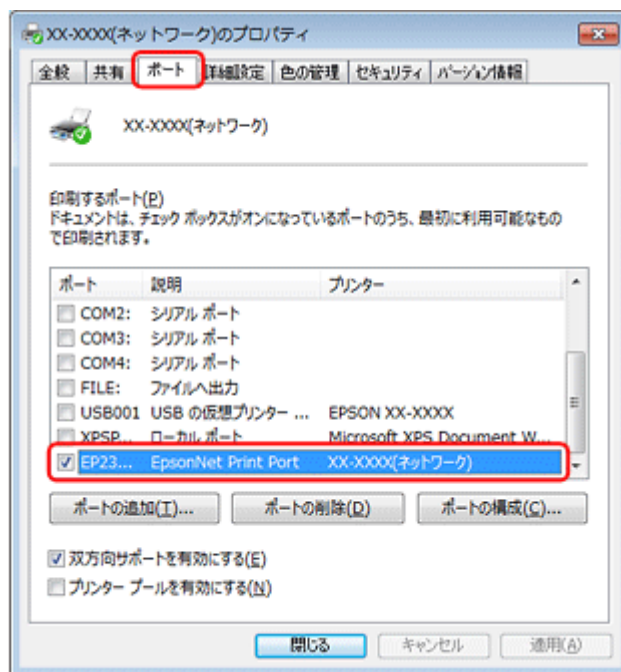 XX-XXXX(ネットワーク)のプロパティ
全般 共有 ポート 詳細設定 色の管理 セキュリティ バージョン情報
XX-XXXX(ネットワーク)
印刷するポート(P)
ドキュメントは、チェック ボックスがオンになっているポートのうち、最初に利用可能なもの
で印刷されます。
ポート 説明 プリンター
COM2: シリアル ポート
COM3: シリアル ポート
COM4: シリアル ポート
FILE: ファイルへ出力
USB001 USB の仮想プリンター ... EPSON XX-XXXX
XPSP... ローカル ポート Microsoft XPS Document W...
EP23... EpsonNet Print Port XX-XXXX(ネットワーク)
ポートの追加(T)... ポートの削除(D) ポートの構成(C)...
双方向サポートを有効にする(E)
プリンター プールを有効にする(N)
閉じる キャンセル 適用(A)